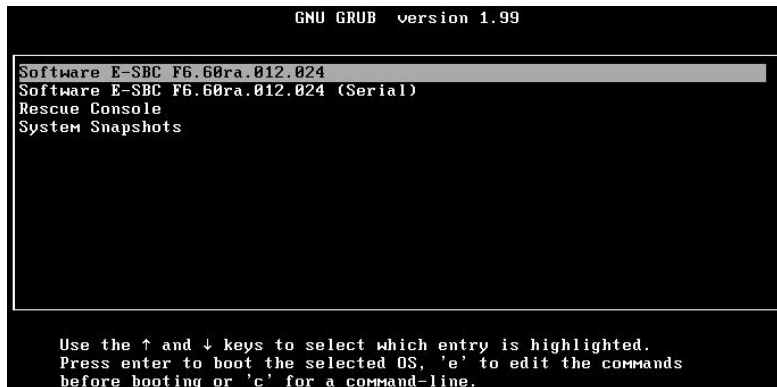 GNU GRUB version 1.99
Software E-SBC F6.60ra.012.024
Software E-SBC F6.60ra.012.024 (Serial)
Rescue Console
System Snapshots
Use the ↑ and ↓ keys to select which entry is highlighted.
Press enter to boot the selected OS, 'e' to edit the commands
before booting or 'c' for a command-line.